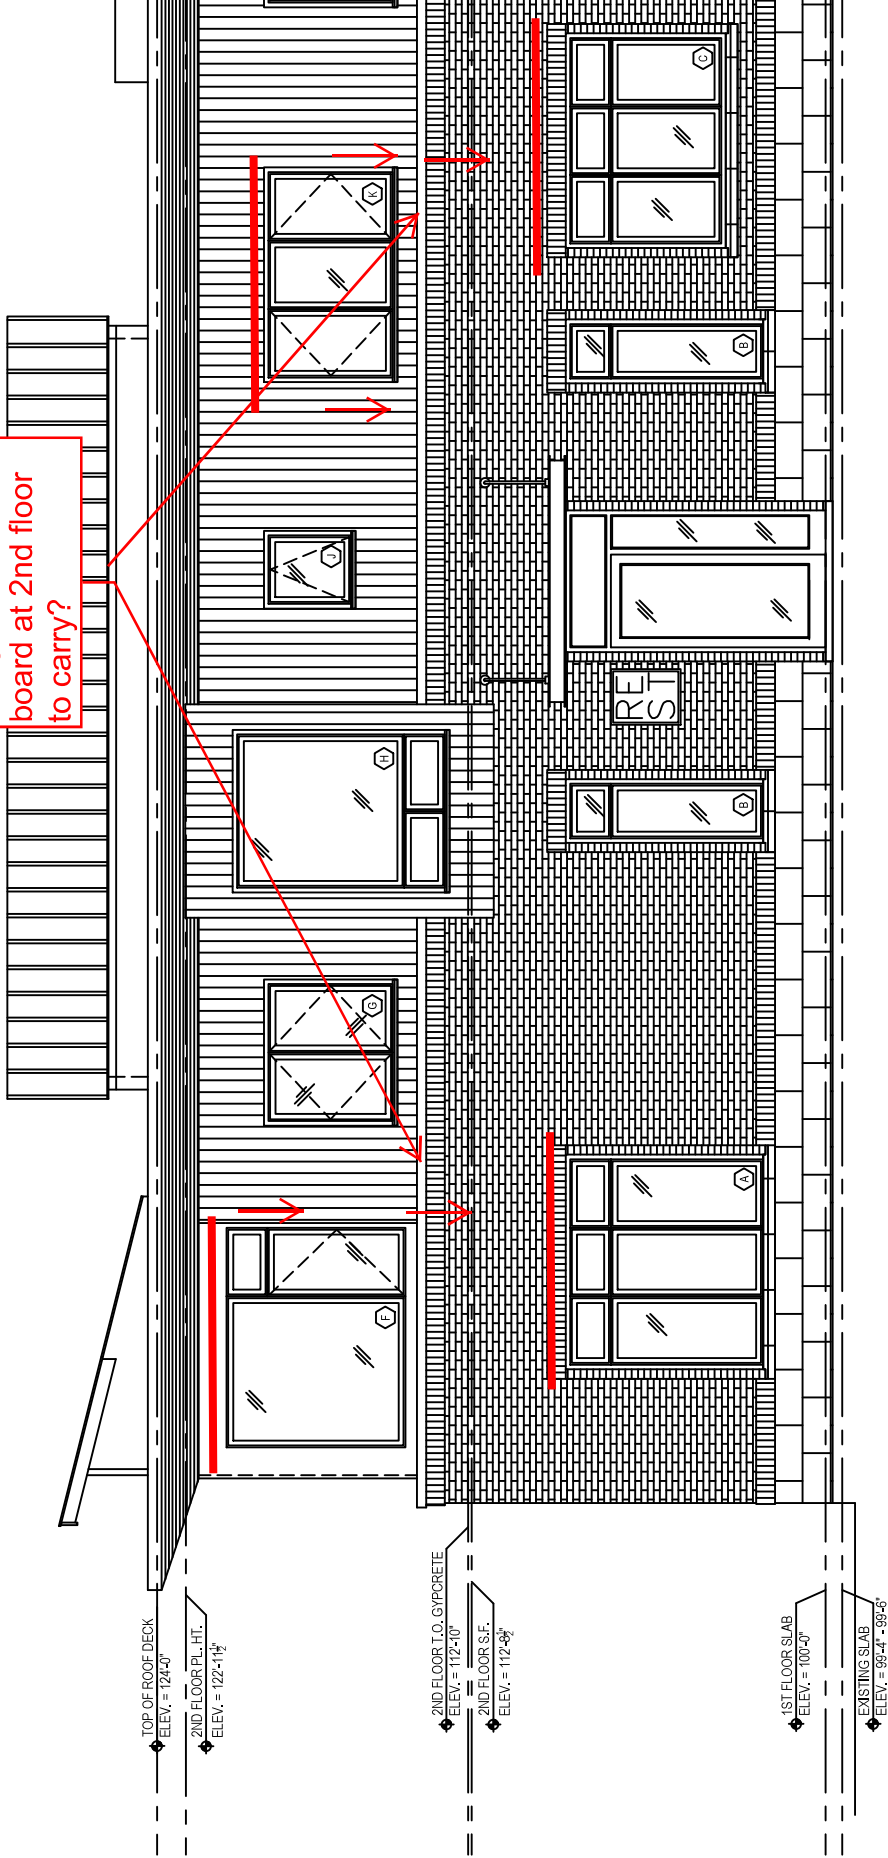 board at 2nd floor
to carry?
TOP OF ROOF DECK
ELEV. = 124'-0"
2ND FLOOR PL. HT.
ELEV. = 122'-11½"
2ND FLOOR T.O. GYPCRETE
ELEV. = 112'-10"
2ND FLOOR S.F.
ELEV. = 112'-8½"
1ST FLOOR SLAB
ELEV. = 100'-0"
EXISTING SLAB
ELEV. = 99'-4" - 99'-6"
F
G
H
J
K
A
B
RE
ST
B
C